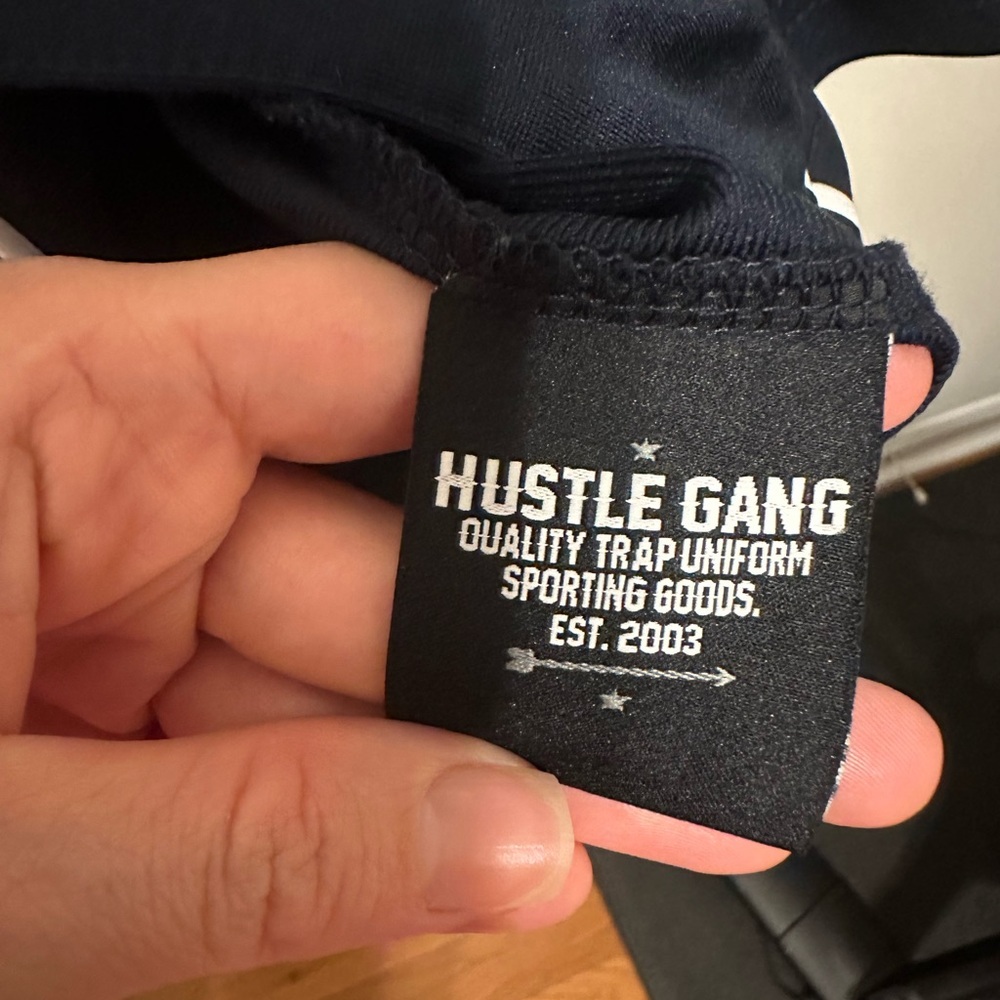 HUSTLE GANG
QUALITY TRAP UNIFORM
SPORTING GOODS.
EST. 2003